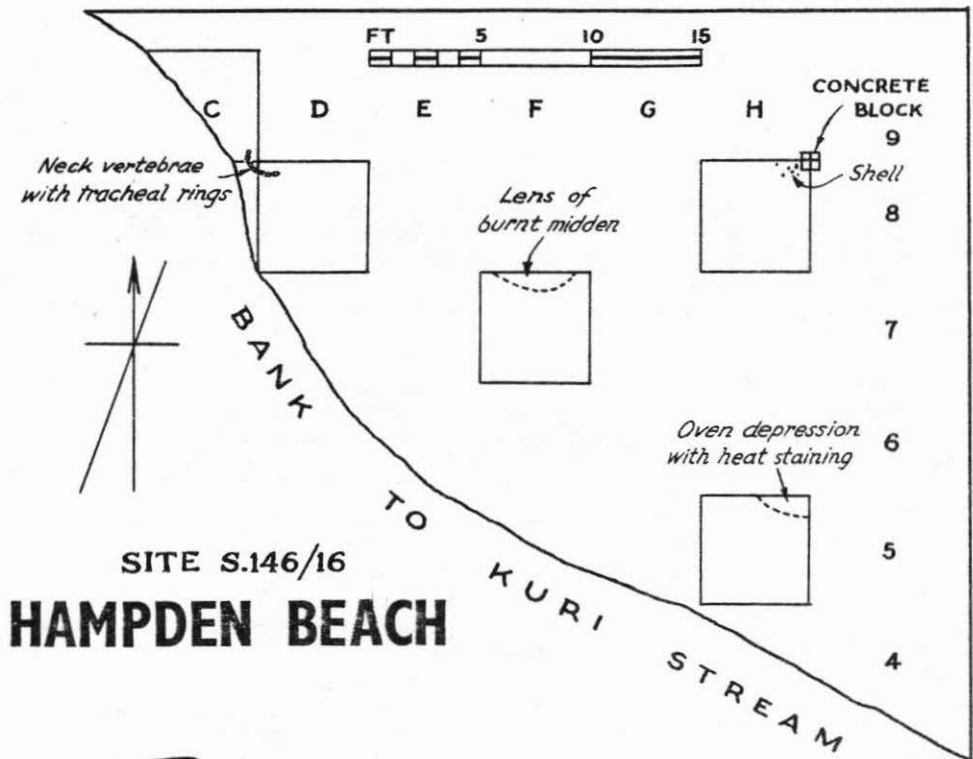 FT 5 10 15
CONCRETE
BLOCK
C D E F G H
9
Neck vertebrae
with tracheal rings
Shell
Lens of
burnt midden
8
7
BANK TO KURI STREAM
Oven depression
with heat staining
6
5
4
SITE S.146/16
HAMPDEN BEACH